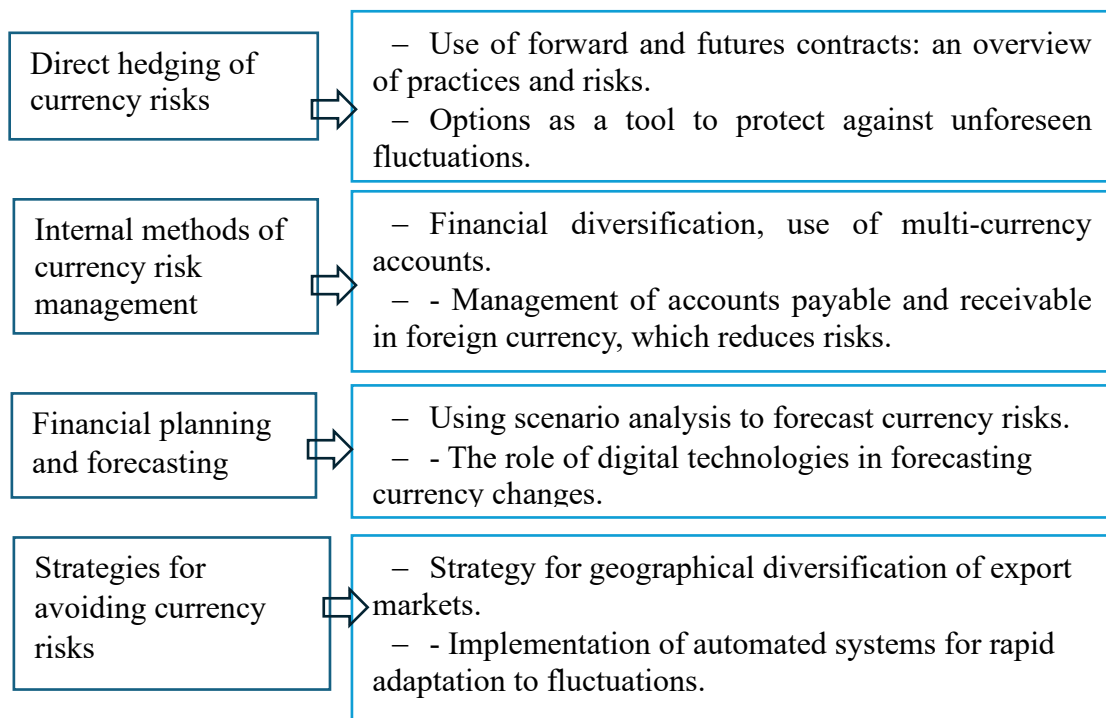 Direct hedging of
currency risks
– Use of forward and futures contracts: an overview
of practices and risks.
– Options as a tool to protect against unforeseen
fluctuations.
Internal methods of
currency risk
management
– Financial diversification, use of multi-currency
accounts.
– - Management of accounts payable and receivable
in foreign currency, which reduces risks.
Financial planning
and forecasting
– Using scenario analysis to forecast currency risks.
– - The role of digital technologies in forecasting
currency changes.
Strategies for
avoiding currency
risks
– Strategy for geographical diversification of export
markets.
– - Implementation of automated systems for rapid
adaptation to fluctuations.